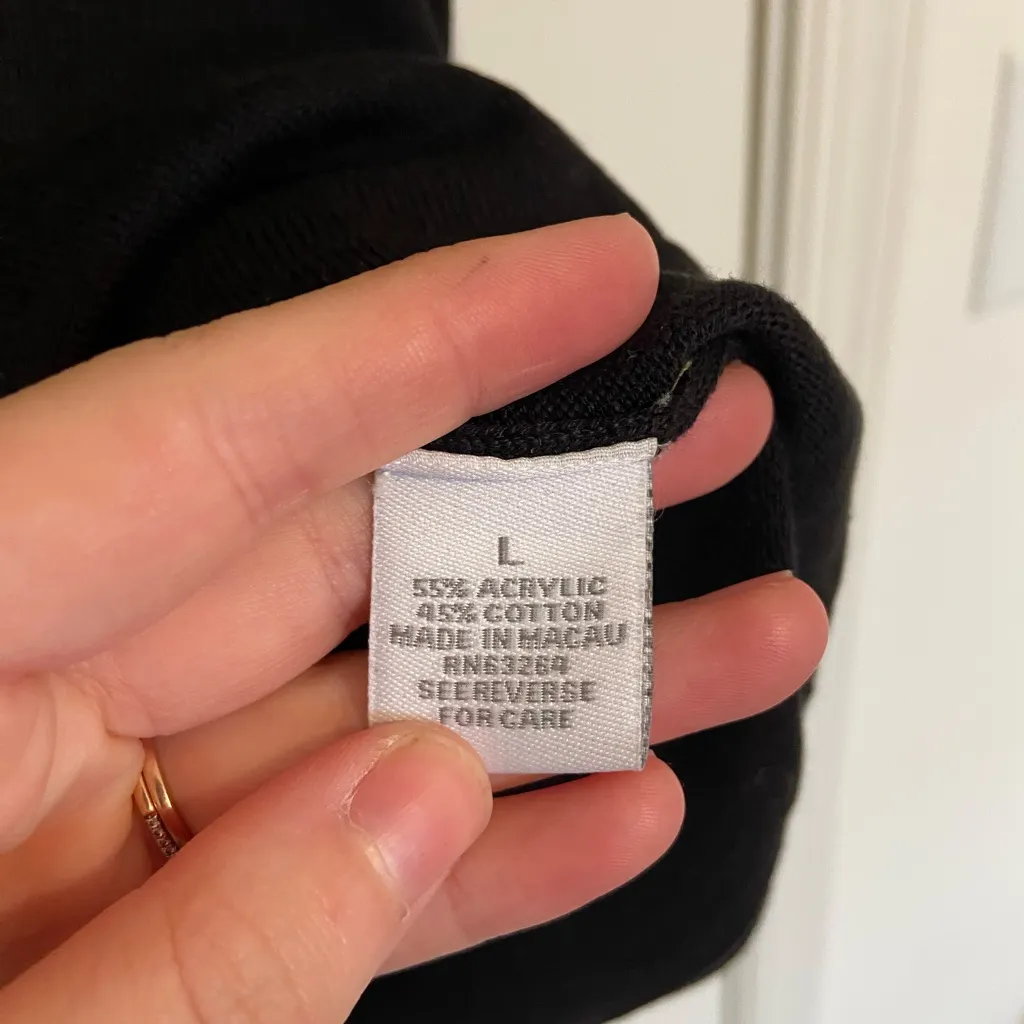 L
55% ACRYLIC
45% COTTON
MADE IN MACAU
RN63264
SEE REVERSE
FOR CARE